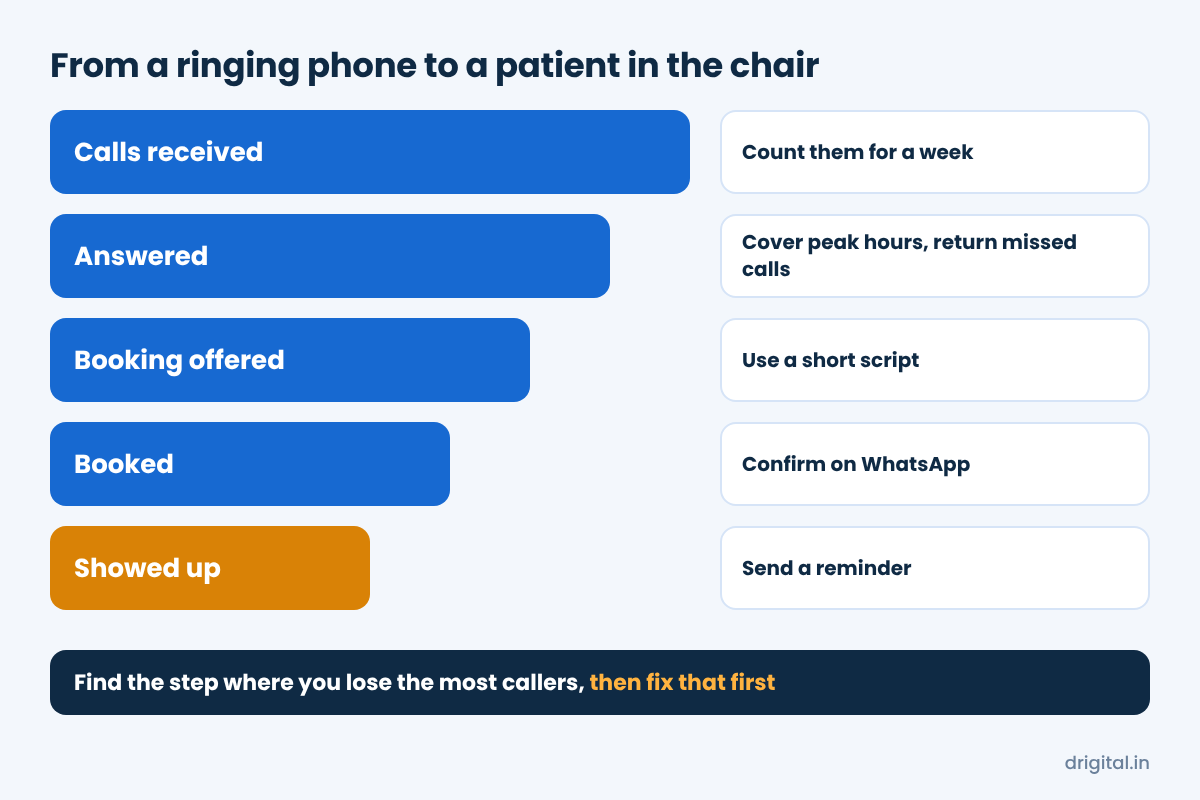 From a ringing phone to a patient in the chair
Calls received
Count them for a week
Answered
Cover peak hours, return missed
calls
Booking offered
Use a short script
Booked
Confirm on WhatsApp
Showed up
Send a reminder
Find the step where you lose the most callers, then fix that first
drigital.in